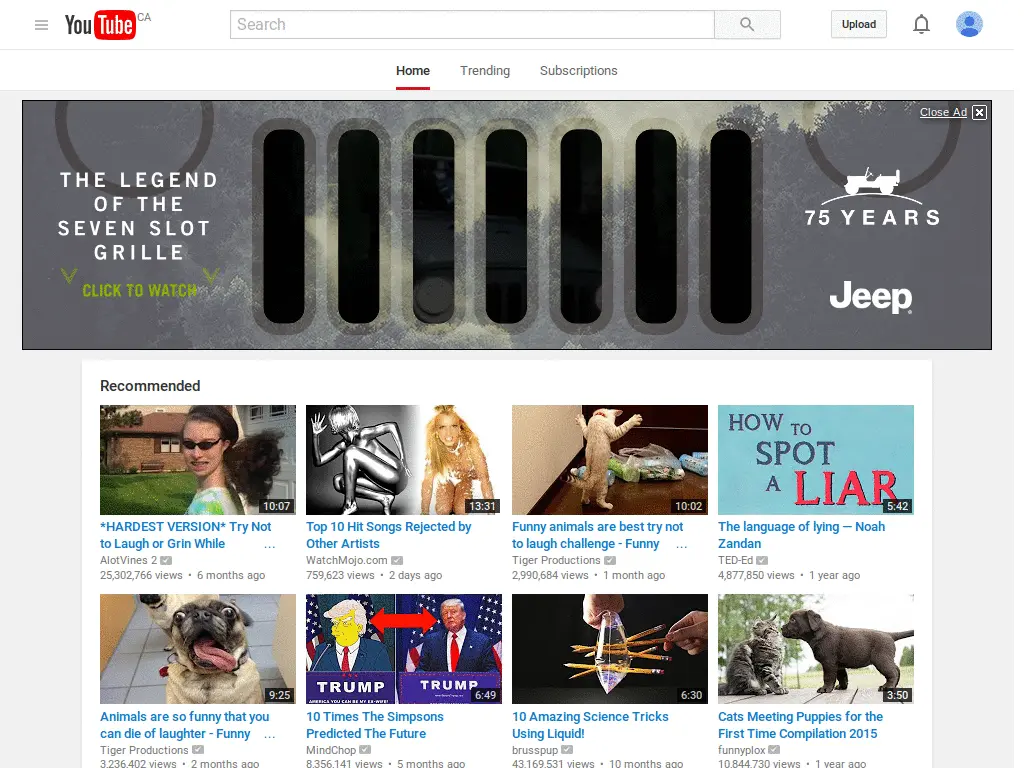 YouTube CA
Search
Upload
Home Trending Subscriptions
Close Ad
THE LEGEND
OF THE
SEVEN SLOT
GRILLE
CLICK TO WATCH
75 YEARS
Jeep
Recommended
10:07
*HARDEST VERSION* Try Not
to Laugh or Grin While ...
AlotVines 2
25,302,766 views • 6 months ago
13:31
Top 10 Hit Songs Rejected by
Other Artists
WatchMojo.com
759,623 views • 2 days ago
10:02
Funny animals are best try not
to laugh challenge - Funny ...
Tiger Productions
2,990,684 views • 1 month ago
HOW TO
SPOT
A LIAR
5:42
The language of lying — Noah
Zandan
TED-Ed
4,877,850 views • 1 year ago
9:25
Animals are so funny that you
can die of laughter - Funny ...
Tiger Productions
3,236,402 views • 2 months ago
TRUMP
AMERICA, YOU CAN BE MY EX-WIFE!
TRUMP
6:49
10 Times The Simpsons
Predicted The Future
MindChop
8,356,141 views • 5 months ago
6:30
10 Amazing Science Tricks
Using Liquid!
brusspup
43,169,531 views • 10 months ago
3:50
Cats Meeting Puppies for the
First Time Compilation 2015
funnyplox
10,844,730 views • 1 year ago